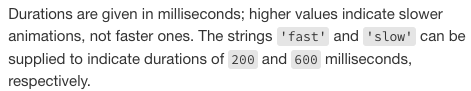 Durations are given in milliseconds; higher values indicate slower
animations, not faster ones. The strings 'fast' and 'slow' can be
supplied to indicate durations of 200 and 600 milliseconds,
respectively.